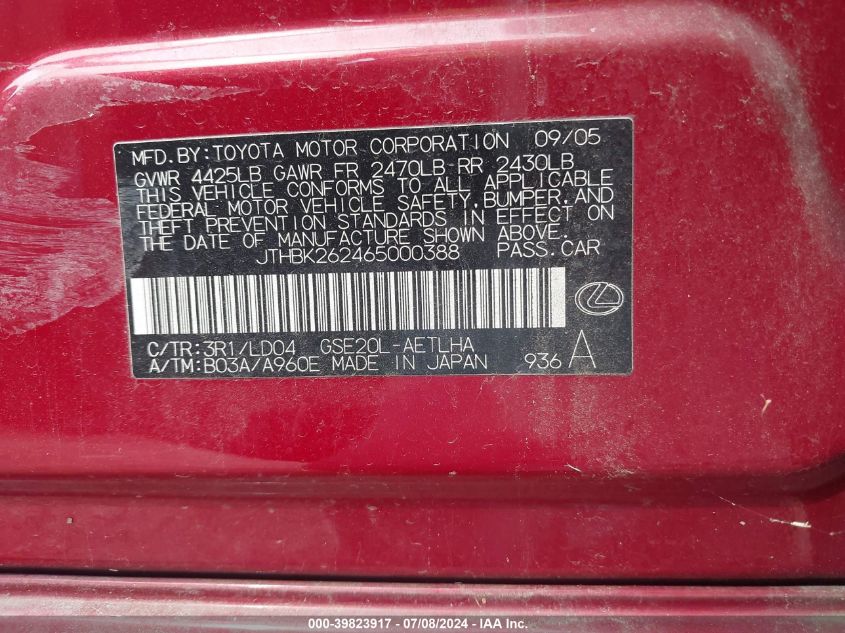 MFD.BY:TOYOTA MOTOR CORPORATION 09/05
GVWR 4425LB GAWR FR 2470LB RR 2430LB
THIS VEHICLE CONFORMS TO ALL APPLICABLE
FEDERAL MOTOR VEHICLE SAFETY,BUMPER,AND
THEFT PREVENTION STANDARDS IN EFFECT ON
THE DATE OF MANUFACTURE SHOWN ABOVE.
JTHBK262465000388 PASS.CAR
C/TR:3R1/LD04 GSE20L-AETLHA
A/TM:B03A/A960E MADE IN JAPAN 936 A
000-39823917 - 07/08/2024 - IAA Inc.